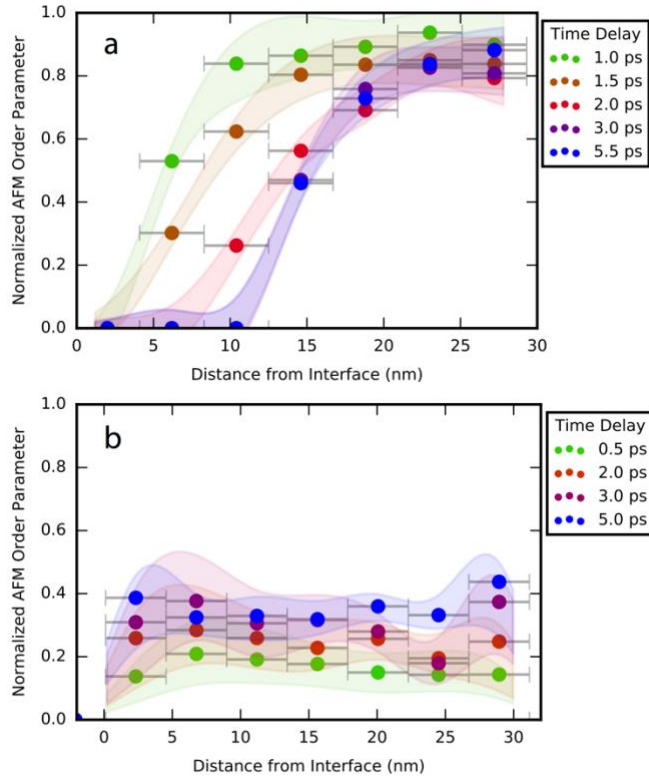 a
Normalized AFM Order Parameter
1.0
0.8
0.6
0.4
0.2
0.0
0 5 10 15 20 25 30
Distance from Interface (nm)
Time Delay
1.0 ps
1.5 ps
2.0 ps
3.0 ps
5.5 ps
b
Normalized AFM Order Parameter
1.0
0.8
0.6
0.4
0.2
0.0
0 5 10 15 20 25 30
Distance from Interface (nm)
Time Delay
0.5 ps
2.0 ps
3.0 ps
5.0 ps